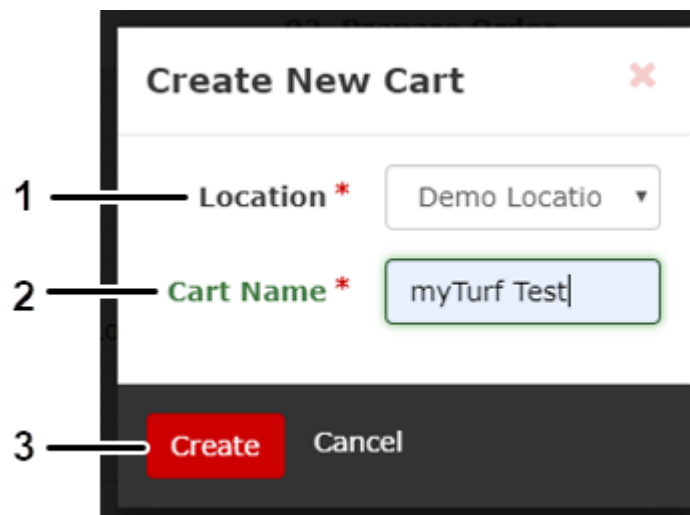 Create New Cart ×
1 Location * Demo Locatio ▼
2 Cart Name * myTurf Test
3 Create Cancel